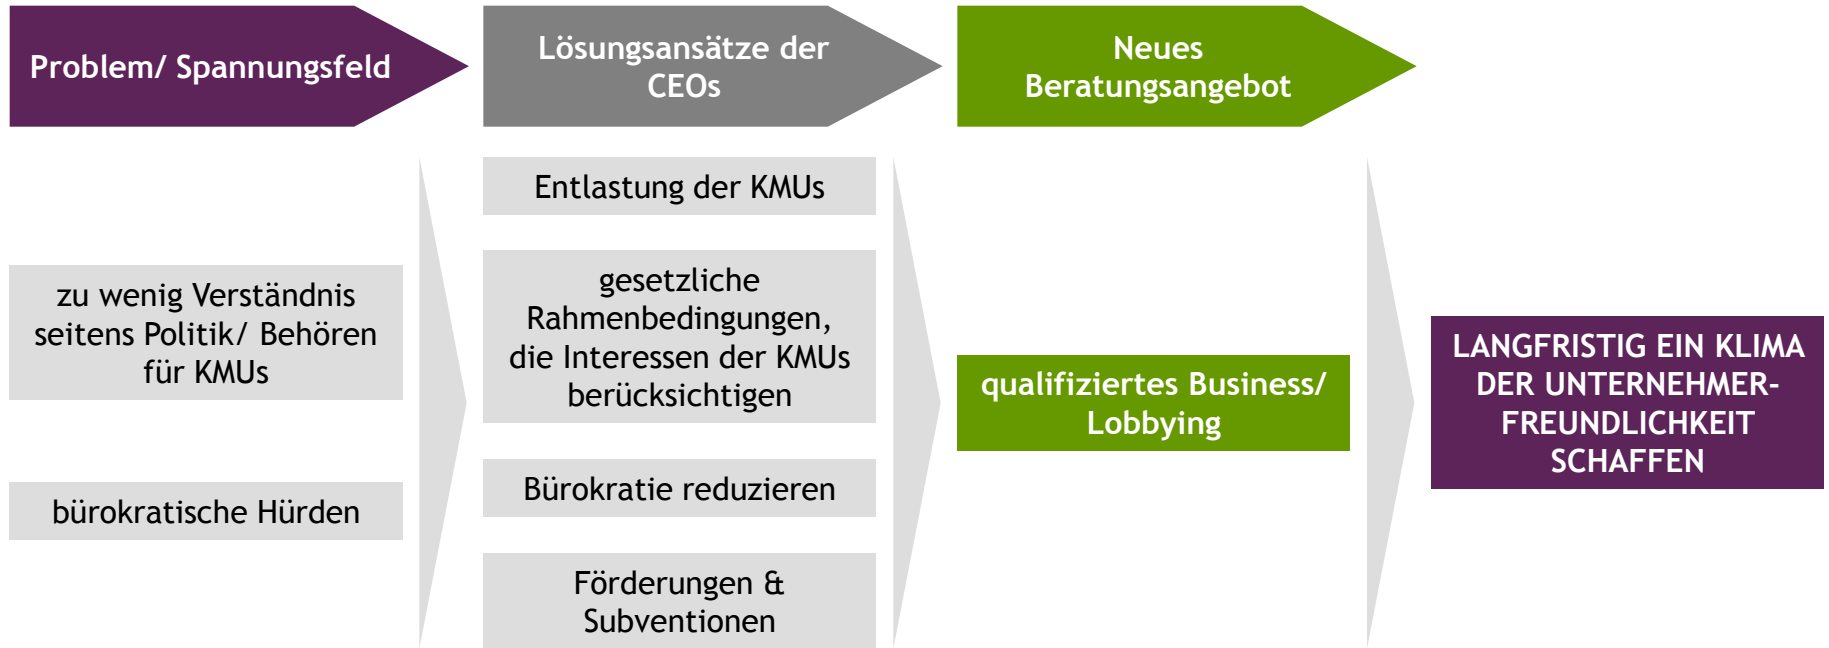 Problem/ Spannungsfeld
Lösungsansätze der
CEOs
Neues
Beratungsangebot
zu wenig Verständnis
seitens Politik/ Behören
für KMUs
bürokratische Hürden
Entlastung der KMUs
gesetzliche
Rahmenbedingungen,
die Interessen der KMUs
berücksichtigen
Bürokratie reduzieren
Förderungen &
Subventionen
qualifiziertes Business/
Lobbying
LANGFRISTIG EIN KLIMA
DER UNTERNEHMER-
FREUNDLICHKEIT
SCHAFFEN